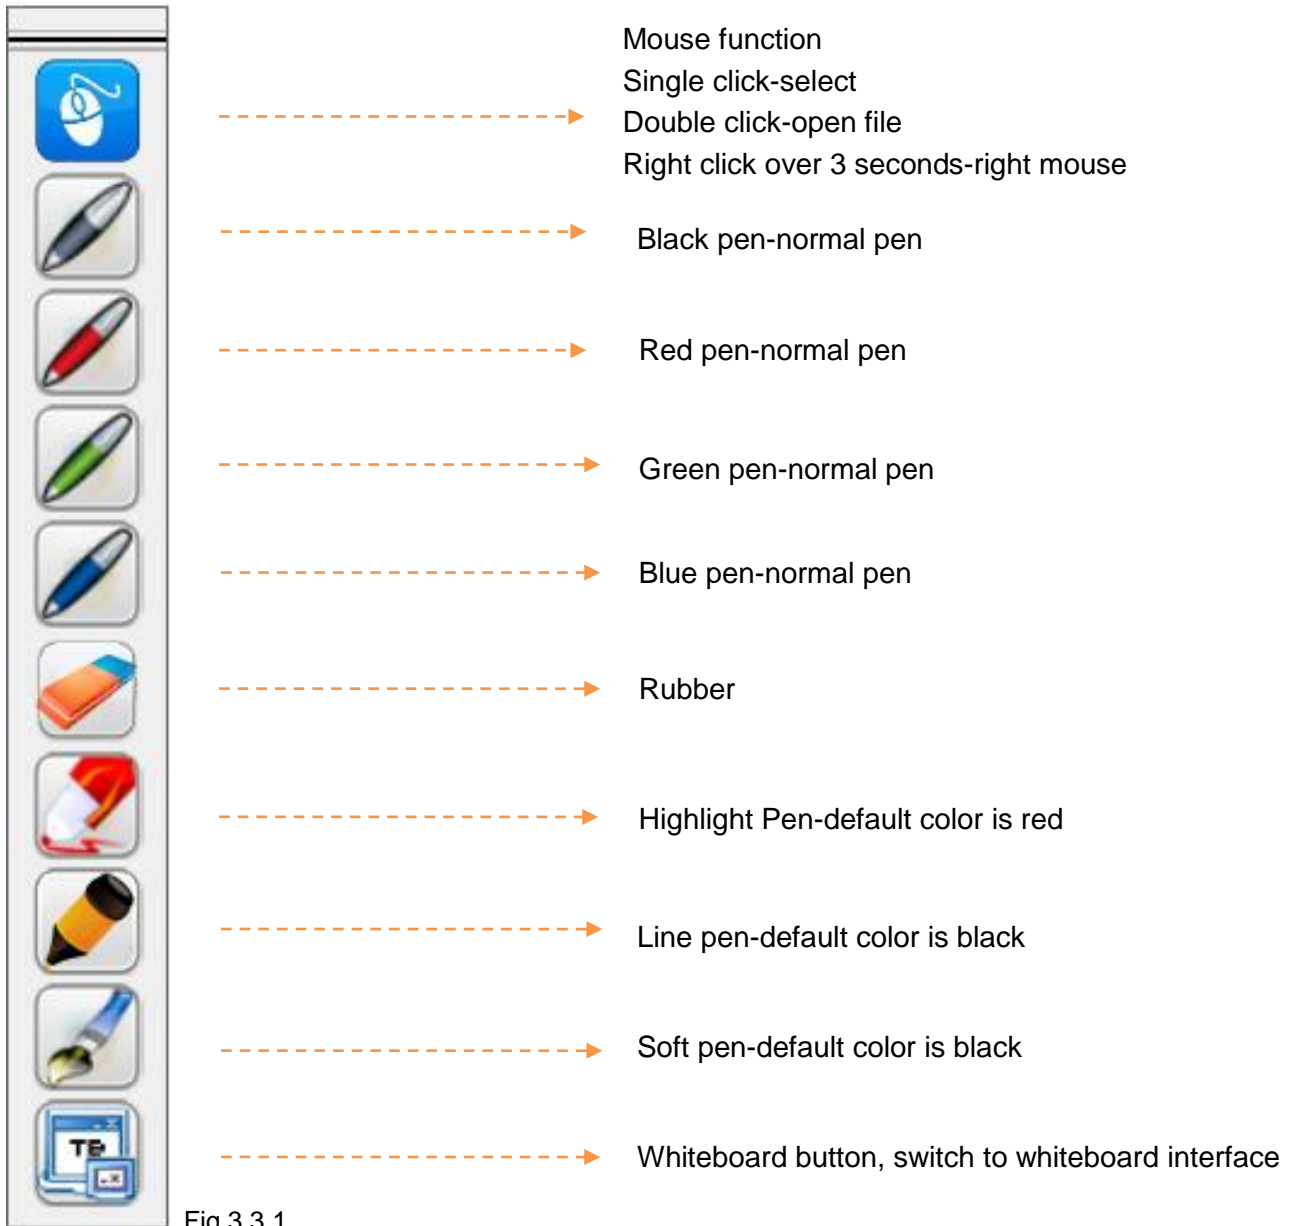 Mouse function
Single click-select
Double click-open file
Right click over 3 seconds-right mouse
Black pen-normal pen
Red pen-normal pen
Green pen-normal pen
Blue pen-normal pen
Rubber
Highlight Pen-default color is red
Line pen-default color is black
Soft pen-default color is black
Whiteboard button, switch to whiteboard interface
Fig 3.3.1